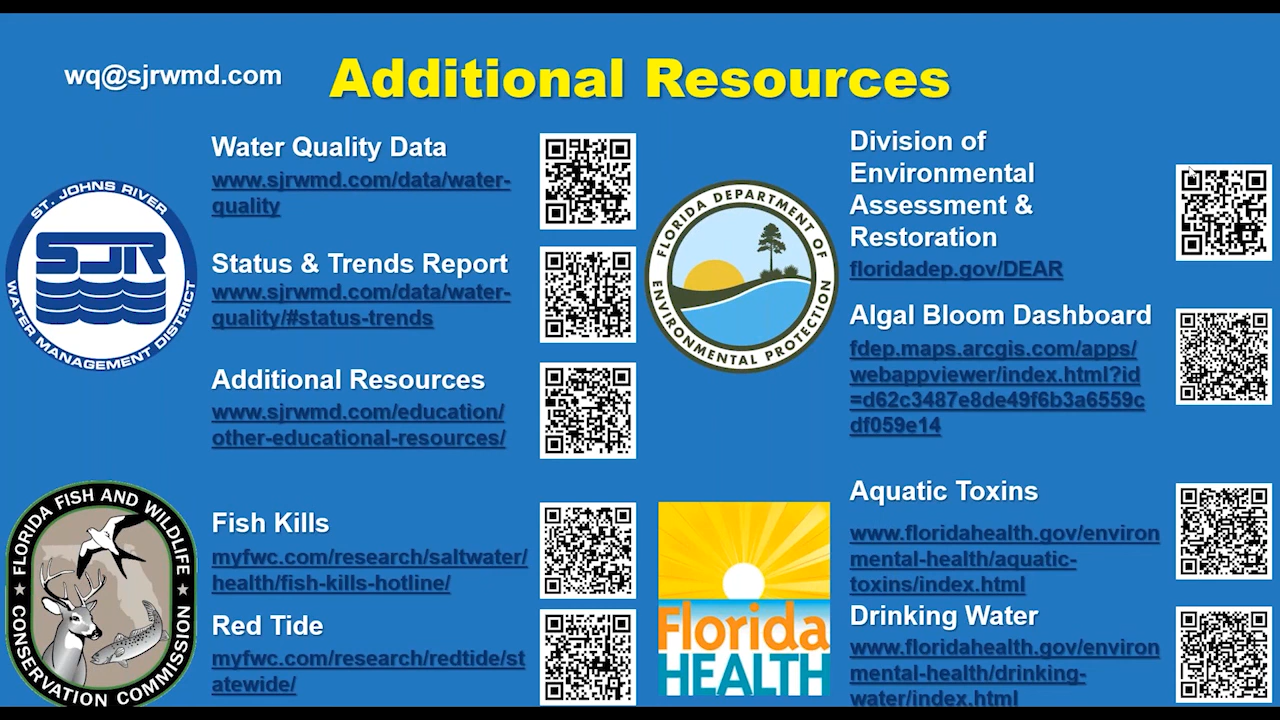 wq@sjrwmd.com
Additional Resources
ST. JOHNS RIVER
SJR
WATER MANAGEMENT DISTRICT
Water Quality Data
www.sjrwmd.com/data/water-
quality
Status & Trends Report
www.sjrwmd.com/data/water-
quality/#status-trends
Additional Resources
www.sjrwmd.com/education/
other-educational-resources/
FLORIDA DEPARTMENT OF
ENVIRONMENTAL PROTECTION
Division of
Environmental
Assessment &
Restoration
floridadep.gov/DEAR
Algal Bloom Dashboard
fdep.maps.arcgis.com/apps/
webappviewer/index.html?id
=d62c3487e8de49f6b3a6559c
df059e14
FLORIDA FISH AND WILDLIFE
CONSERVATION COMMISSION
Fish Kills
myfwc.com/research/saltwater/
health/fish-kills-hotline/
Red Tide
myfwc.com/research/redtide/st
atewide/
Florida
HEALTH
Aquatic Toxins
www.floridahealth.gov/environ
mental-health/aquatic-
toxins/index.html
Drinking Water
www.floridahealth.gov/environ
mental-health/drinking-
water/index.html